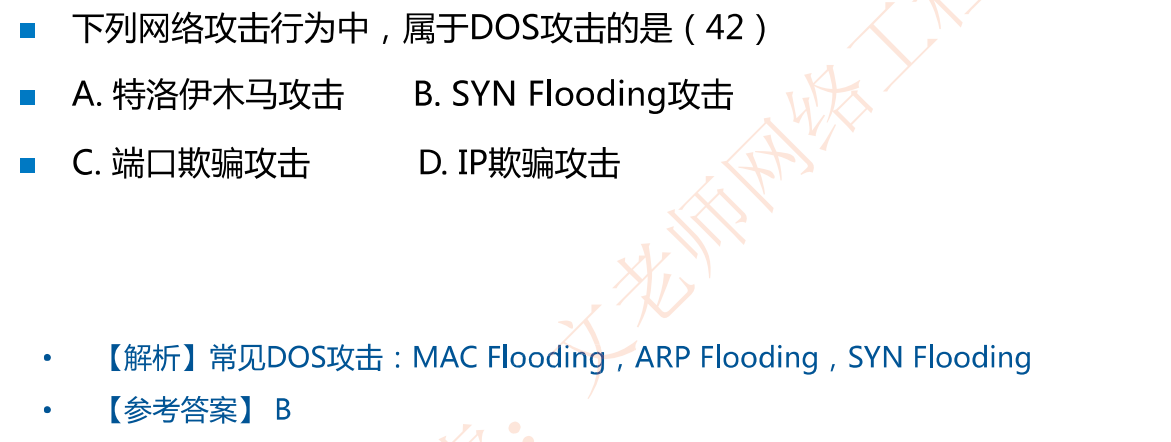 ■ 下列网络攻击行为中，属于DOS攻击的是（42）
■ A. 特洛伊木马攻击 B. SYN Flooding攻击
■ C. 端口欺骗攻击 D. IP欺骗攻击
• 【解析】常见DOS攻击：MAC Flooding，ARP Flooding，SYN Flooding
• 【参考答案】 B
文老师网络工程